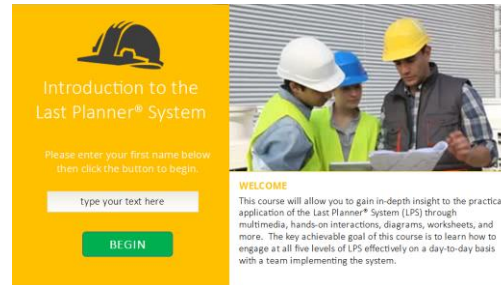 Introduction to the
Last Planner® System
Please enter your first name below
then click the button to begin.
type your text here
BEGIN
WELCOME
This course will allow you to gain in-depth insight to the practica
application of the Last Planner® System (LPS) through
multimedia, hands-on interactions, diagrams, worksheets, and
more. The key achievable goal of this course is to learn how to
engage at all five levels of LPS effectively on a day-to-day basis
with a team implementing the system.